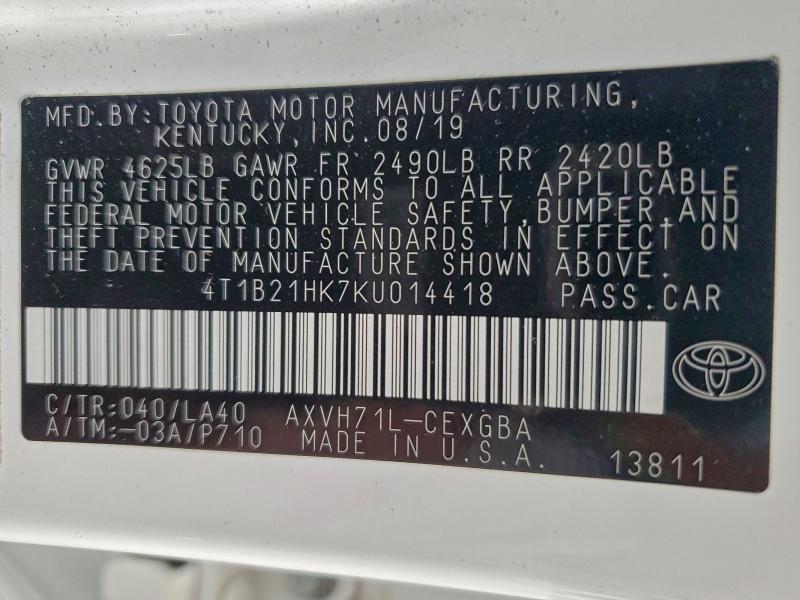 MFD. BY: TOYOTA MOTOR MANUFACTURING,
KENTUCKY, INC. 08/19
GVWR 4625LB GAWR FR 2490LB RR 2420LB
THIS VEHICLE CONFORMS TO ALL APPLICABLE
FEDERAL MOTOR VEHICLE SAFETY, BUMPER, AND
THEFT PREVENTION STANDARDS IN EFFECT ON
THE DATE OF MANUFACTURE SHOWN ABOVE.
4T1B21HK7KU014418 PASS. CAR
C/TR: 040/LA40 AXVH71L-CEXGBA
A/TM: -03A/P710 MADE IN U.S.A. 13811